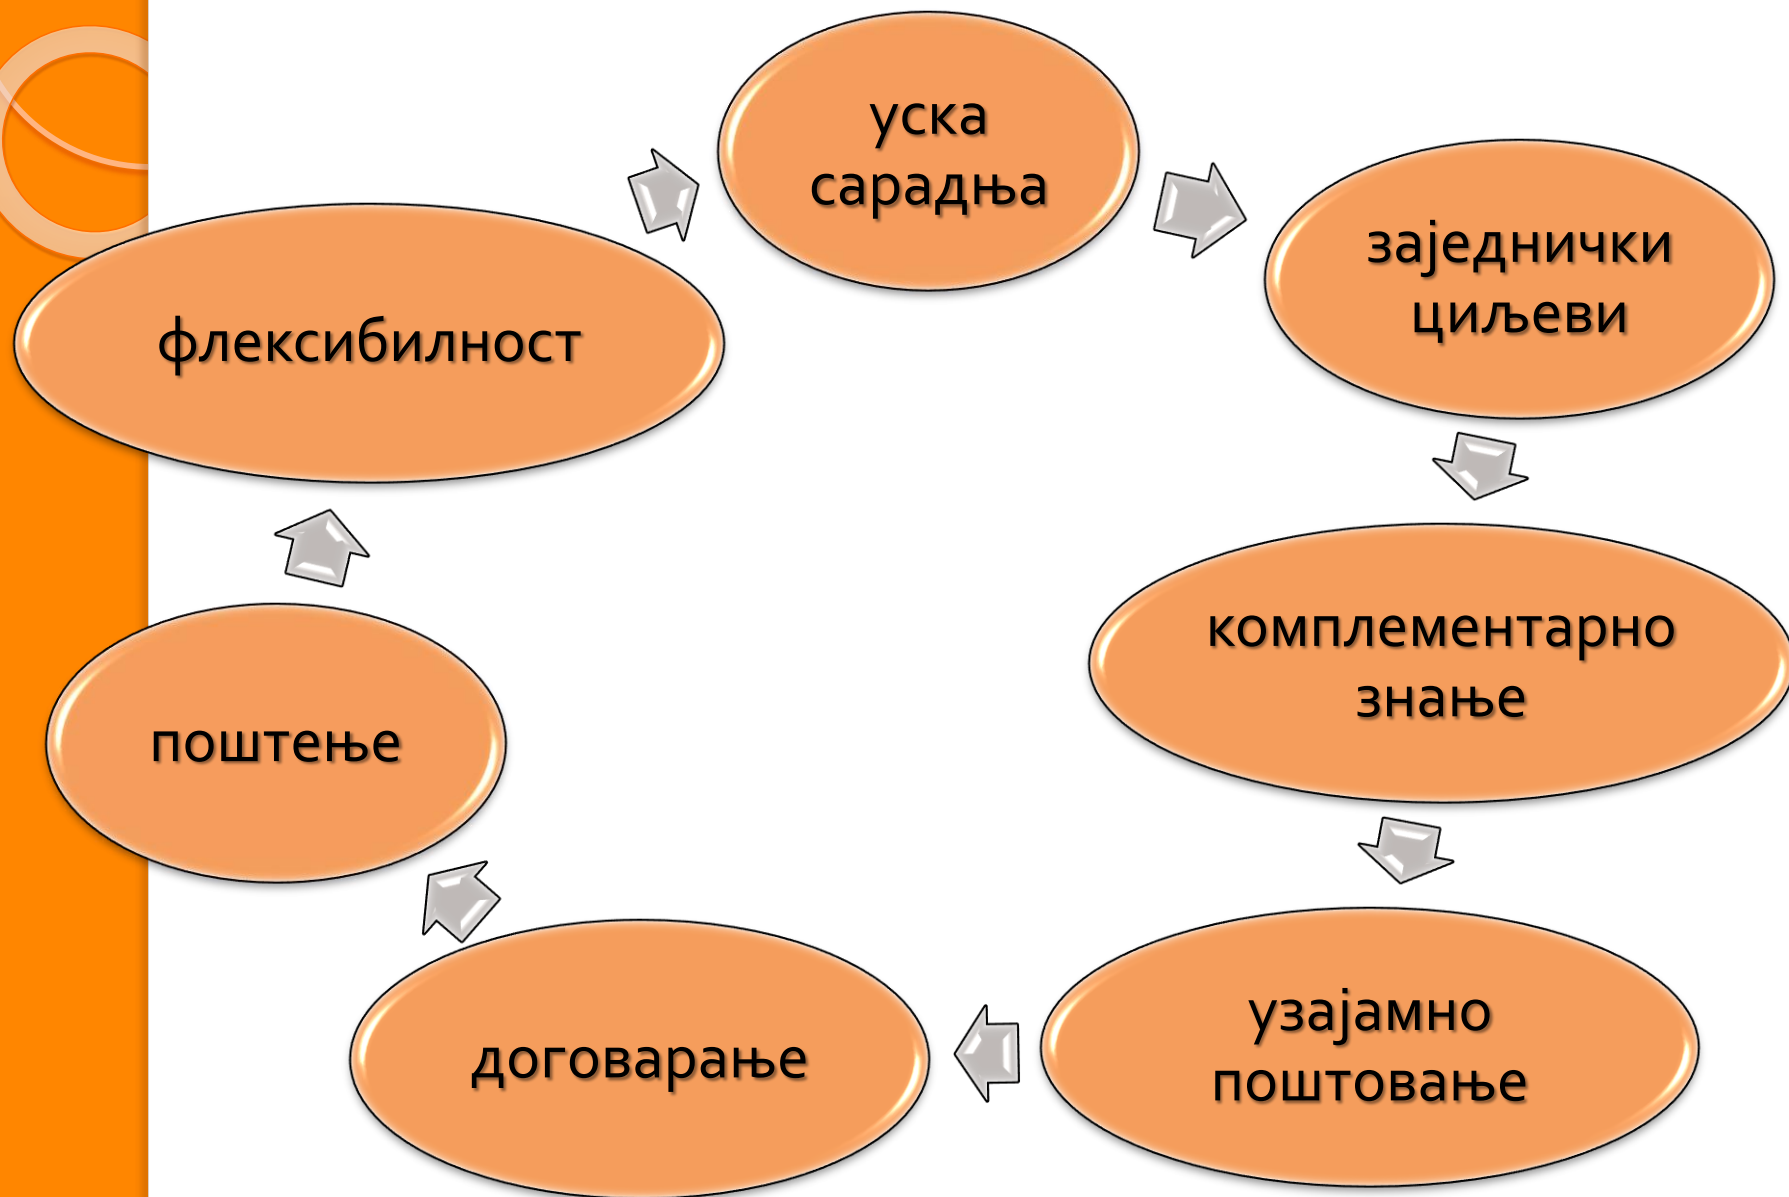 уска
сарадња
заједнички
циљеви
комплементарно
знање
узајамно
поштовање
договарање
поштење
флексибилност